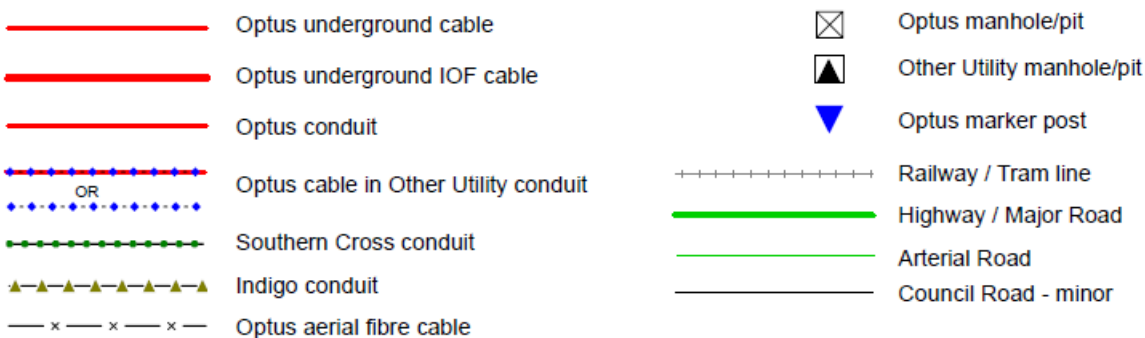 Optus underground cable
Optus underground IOF cable
Optus conduit
OR
Optus cable in Other Utility conduit
Southern Cross conduit
Indigo conduit
Optus aerial fibre cable
Optus manhole/pit
Other Utility manhole/pit
Optus marker post
Railway / Tram line
Highway / Major Road
Arterial Road
Council Road - minor